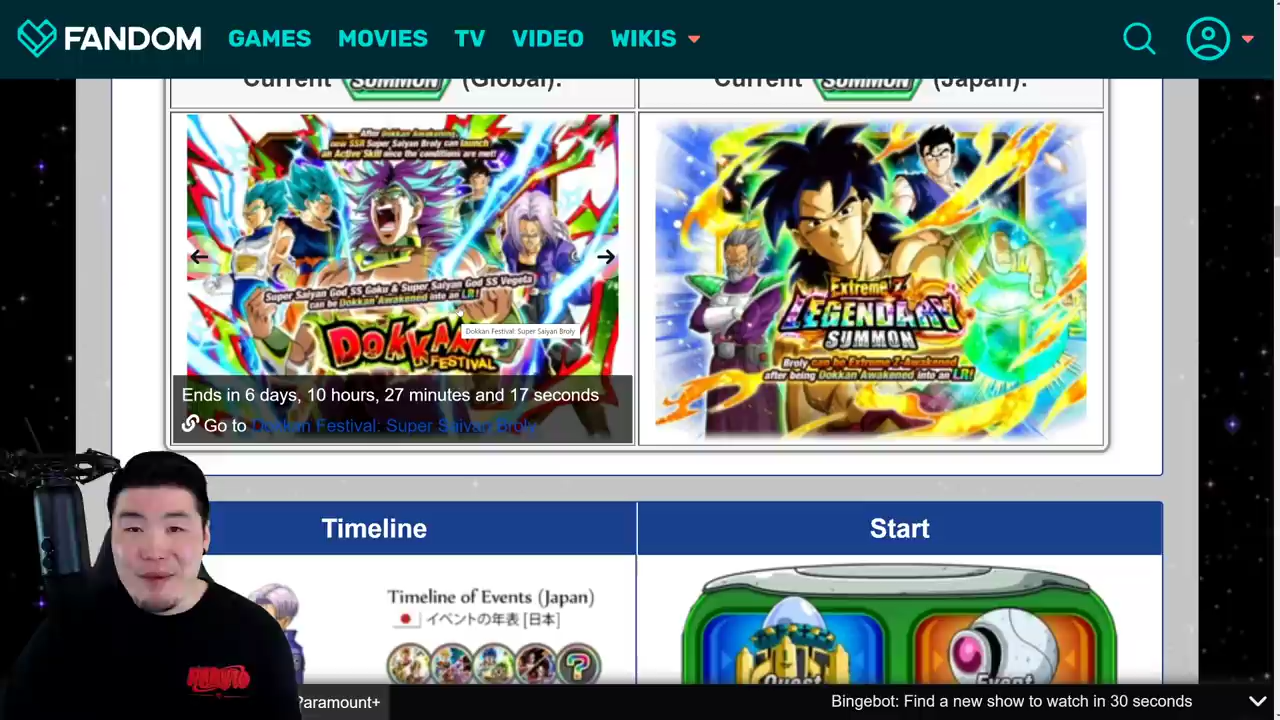 FANDOM
GAMES MOVIES TV VIDEO WIKIS
Current SUMMON (Global):
Current SUMMON (Japan):
After Dokkan Awakening,
new SSR Super Saiyan Broly can launch
an Active Skill once the conditions are met!
Super Saiyan God SS Goku & Super Saiyan God SS Vegeta
can be Dokkan Awakened into an LR!
DOKKAN
FESTIVAL
Dokkan Festival: Super Saiyan Broly
Ends in 6 days, 10 hours, 27 minutes and 17 seconds
Go to Dokkan Festival: Super Saiyan Broly
Extreme Z
LEGENDARY
SUMMON
Broly can be Extreme Z-Awakened
after being Dokkan Awakened into an LR!
Timeline
Start
Timeline of Events (Japan)
イベントの年表 [日本]
?
Quest
Event
NARUTO
Paramount+
Bingebot: Find a new show to watch in 30 seconds